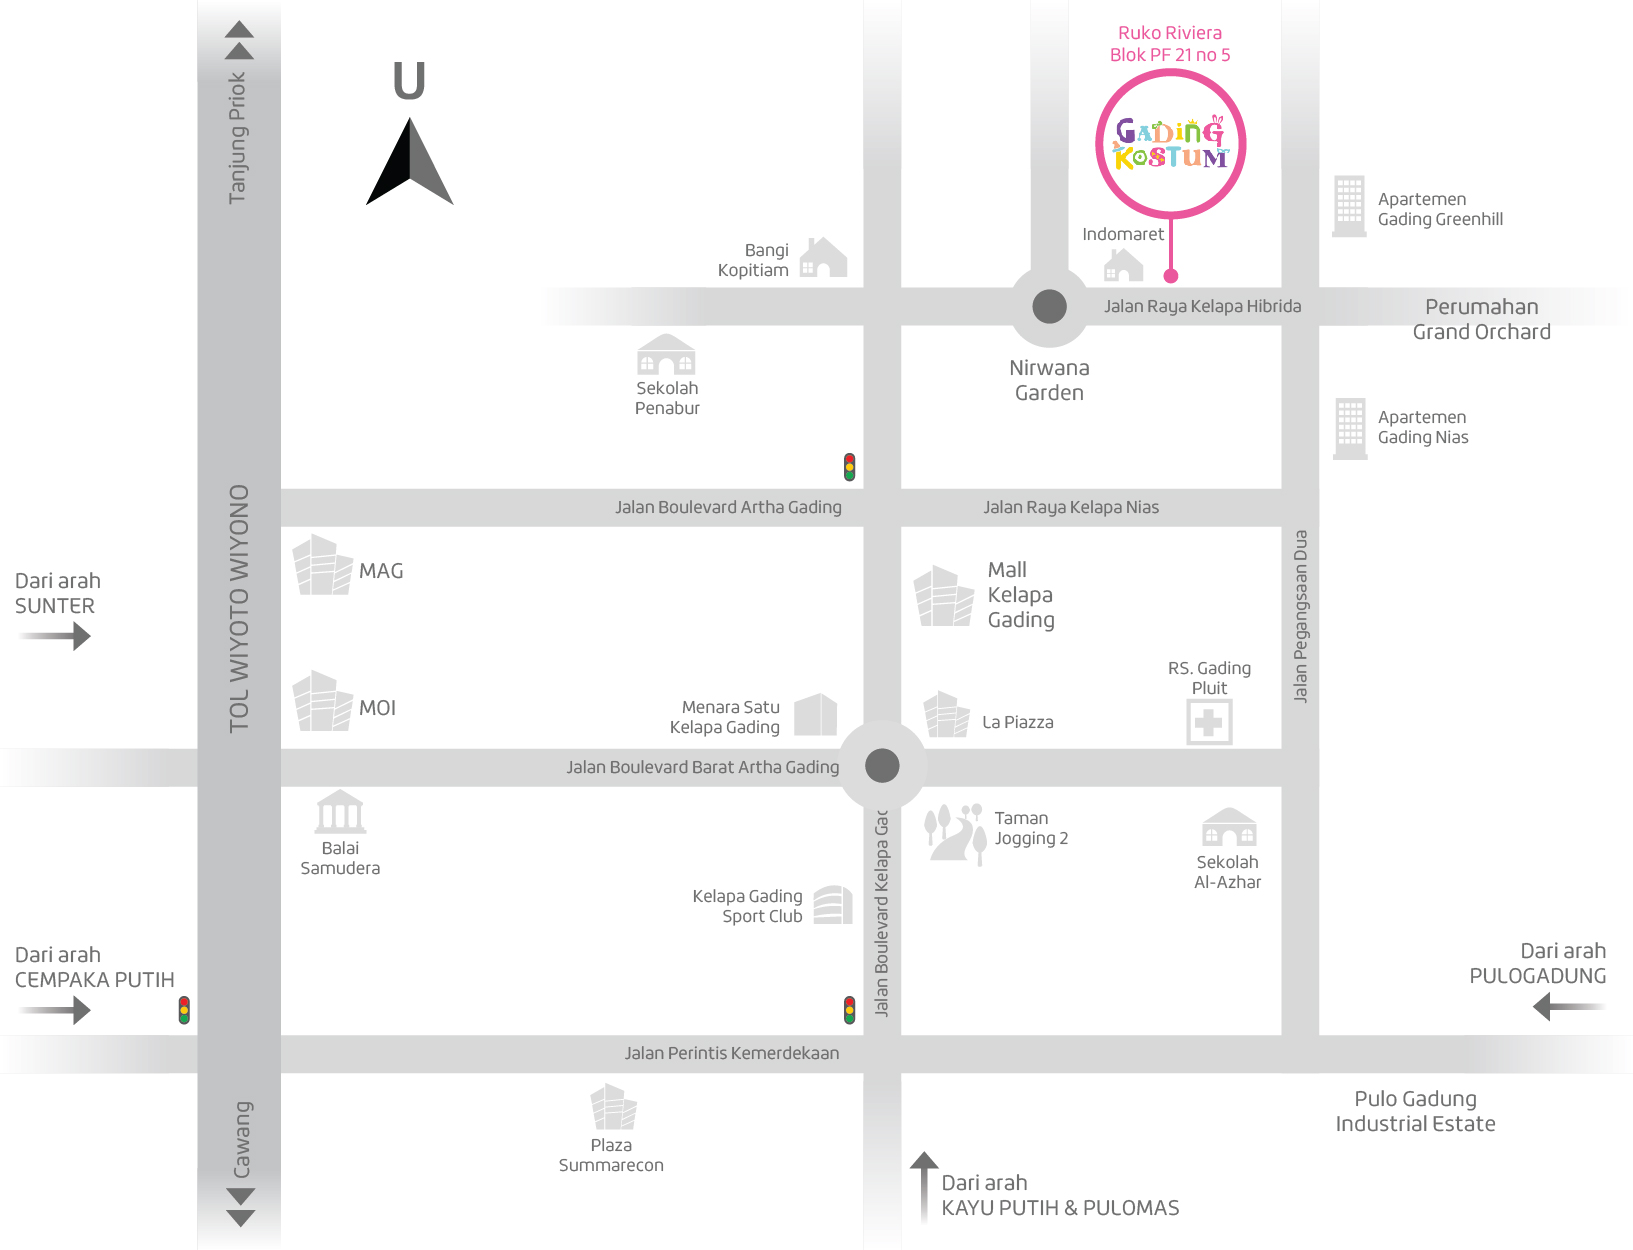 Ruko Riviera
Blok PF 21 no 5
GADiNG
KOSTUM
U
Tanjung Priok
Apartemen
Gading Greenhill
Indomaret
Bangi
Kopitiam
Jalan Raya Kelapa Hibrida
Perumahan
Grand Orchard
Sekolah
Penabur
Nirwana
Garden
Apartemen
Gading Nias
Jalan Boulevard Artha Gading
Jalan Raya Kelapa Nias
TOL WIYOTO WIYONO
MAG
Mall
Kelapa
Gading
Jalan Pegangsaan Dua
Dari arah
SUNTER
MOI
Menara Satu
Kelapa Gading
La Piazza
RS. Gading
Pluit
Jalan Boulevard Barat Artha Gading
Balai
Samudera
Taman
Jogging 2
Sekolah
Al-Azhar
Kelapa Gading
Sport Club
Jalan Boulevard Kelapa Gac
Dari arah
CEMPAKA PUTIH
Dari arah
PULOGADUNG
Jalan Perintis Kemerdekaan
Cawang
Plaza
Summarecon
Pulo Gadung
Industrial Estate
Dari arah
KAYU PUTIH & PULOMAS